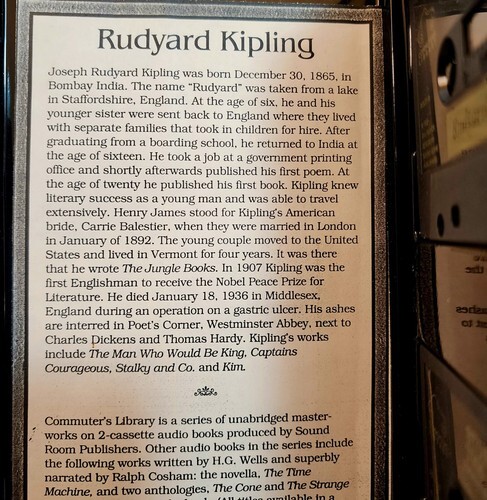 Rudyard Kipling
Joseph Rudyard Kipling was born December 30, 1865, in
Bombay India. The name “Rudyard” was taken from a lake
in Staffordshire, England. At the age of six, he and his
younger sister were sent back to England where they lived
with separate families that took in children for hire. After
graduating from a boarding school, he returned to India at
the age of sixteen. He took a job at a government printing
office and shortly afterwards published his first poem. At
the age of twenty he published his first book. Kipling knew
literary success as a young man and was able to travel
extensively. Henry James stood for Kipling's American
bride, Carrie Balestier, when they were married in London
in January of 1892. The young couple moved to the United
States and lived in Vermont for four years. It was there
that he wrote The Jungle Books. In 1907 Kipling was the
first Englishman to receive the Nobel Peace Prize for
Literature. He died January 18, 1936 in Middlesex,
England during an operation on a gastric ulcer. His ashes
are interred in Poet's Corner, Westminster Abbey, next to
Charles Dickens and Thomas Hardy. Kipling's works
include The Man Who Would Be King, Captains
Courageous, Stalky and Co. and Kim.
Commuter's Library is a series of unabridged master-
works on 2-cassette audio books produced by Sound
Room Publishers. Other audio books in the series include
the following works written by H.G. Wells and superbly
narrated by Ralph Cosham: the novella, The Time
Machine, and two anthologies, The Cone and The Strange